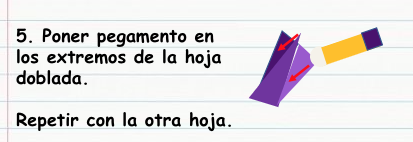 5. Poner pegamento en
los extremos de la hoja
doblada.
Repetir con la otra hoja.